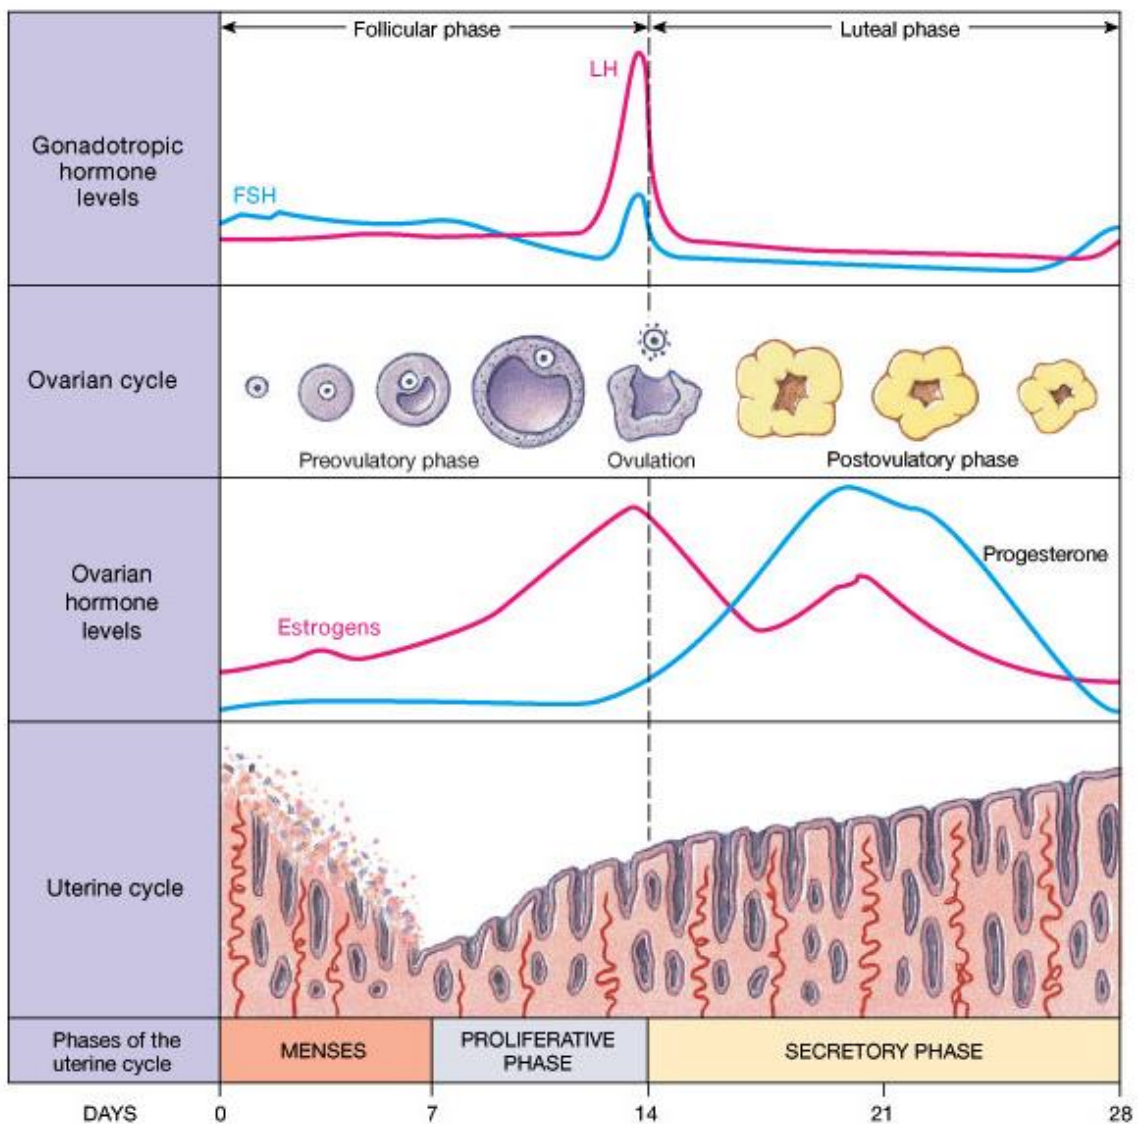 Follicular phase
Luteal phase
Gonadotropic
hormone
levels
LH
FSH
Ovarian cycle
Preovulatory phase
Ovulation
Postovulatory phase
Ovarian
hormone
levels
Estrogens
Progesterone
Uterine cycle
Phases of the
uterine cycle
MENSES
PROLIFERATIVE
PHASE
SECRETORY PHASE
DAYS
0
7
14
21
28